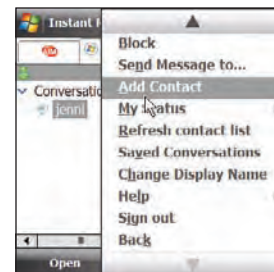 Instant
Conversatio
jenni
Block
Send Message to...
Add Contact
My Status
Refresh contact list
Saved Conversations
Change Display Name
Help
Sign out
Back
Open